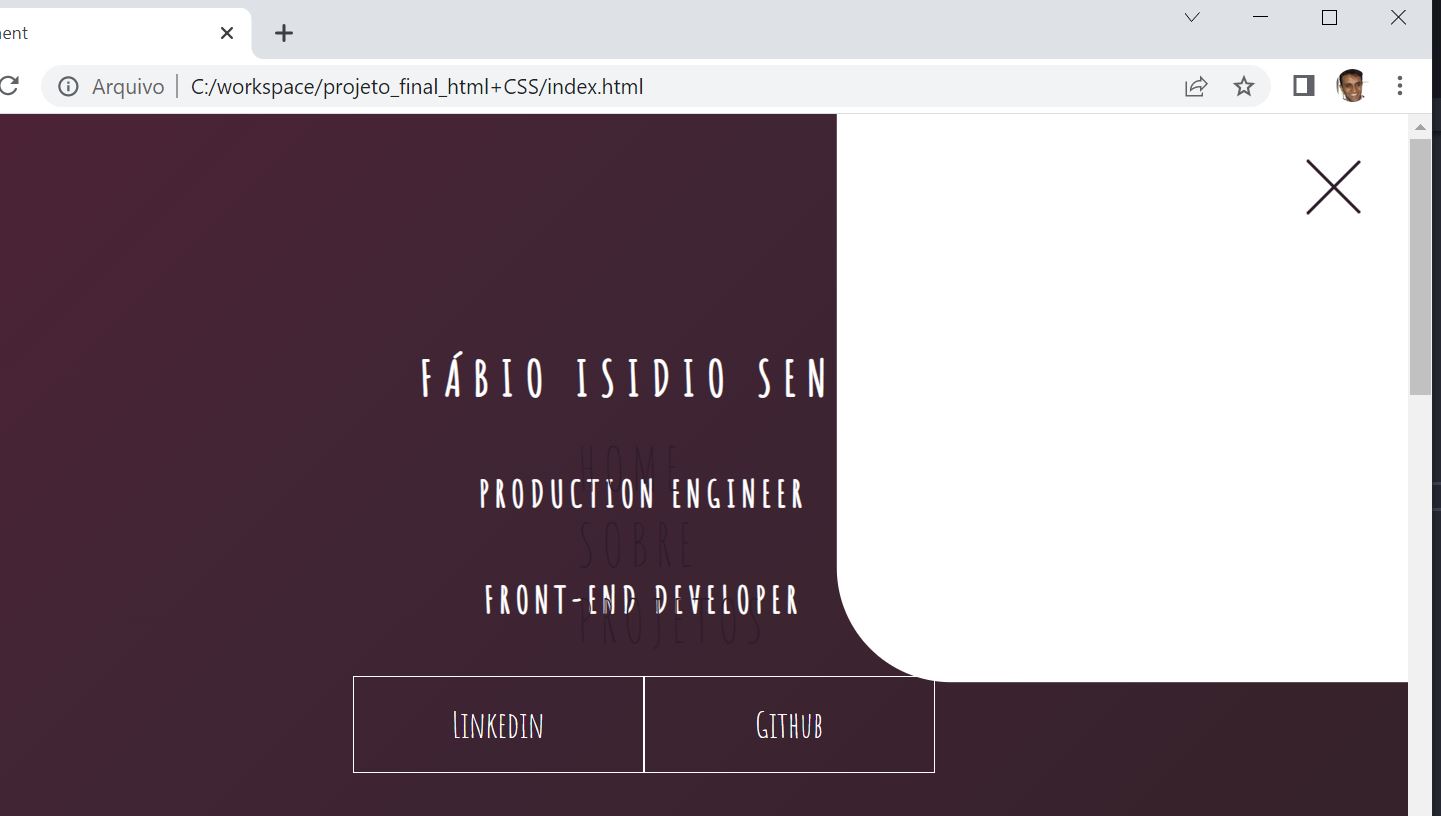 ent
Arquivo C:/workspace/projeto_final_html+CSS/index.html
FÁBIO ISIDIO SEN
HOME
PRODUCTION ENGINEER
SOBRE
FRONT-END DEVELOPER
PROJETOS
LINKEDIN GITHUB